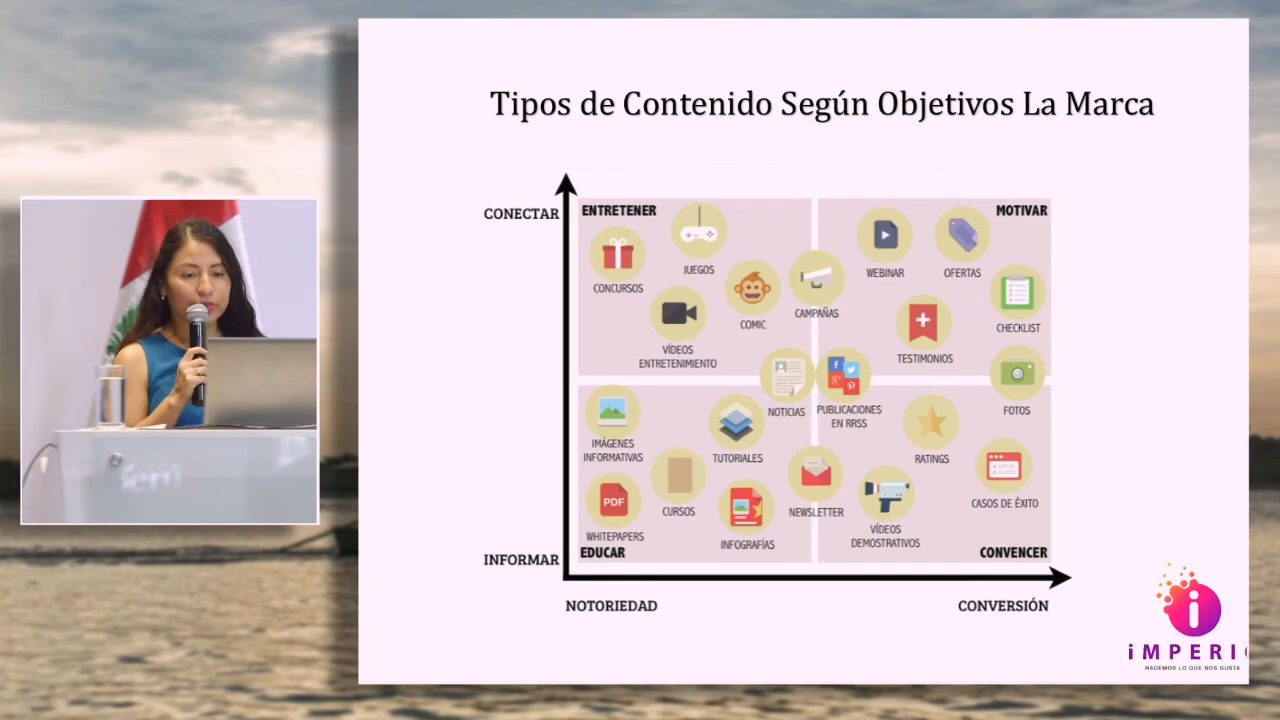 Tipos de Contenido Según Objetivos La Marca
CONECTAR
ENTRETENER
MOTIVAR
JUEGOS
WEBINAR
OFERTAS
CONCURSOS
COMIC
CAMPAÑAS
CHECKLIST
VÍDEOS
ENTRETENIMIENTO
TESTIMONIOS
NOTICIAS
PUBLICACIONES
EN RRSS
FOTOS
IMÁGENES
INFORMATIVAS
TUTORIALES
RATINGS
PDF
CURSOS
NEWSLETTER
CASOS DE ÉXITO
WHITEPAPERS
INFOGRAFÍAS
VÍDEOS
DEMOSTRATIVOS
INFORMAR
EDUCAR
CONVENCER
NOTORIEDAD
CONVERSIÓN
iMPERI
HACEMOS LO QUE NOS GUSTA